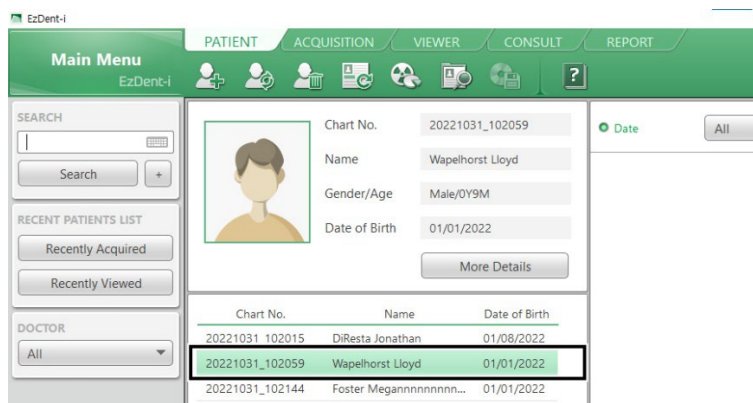 EzDent-i
Main Menu
EzDent-i
PATIENT ACQUISITION VIEWER CONSULT REPORT
?
SEARCH
Search +
RECENT PATIENTS LIST
Recently Acquired
Recently Viewed
DOCTOR
All
Chart No. 20221031_102059
Name Wapelhorst Lloyd
Gender/Age Male/0Y9M
Date of Birth 01/01/2022
More Details
Chart No. Name Date of Birth
20221031_102015 DiResta Jonathan 01/08/2022
20221031_102059 Wapelhorst Lloyd 01/01/2022
20221031_102144 Foster Megannnnnnnnn... 01/01/2022
Date All